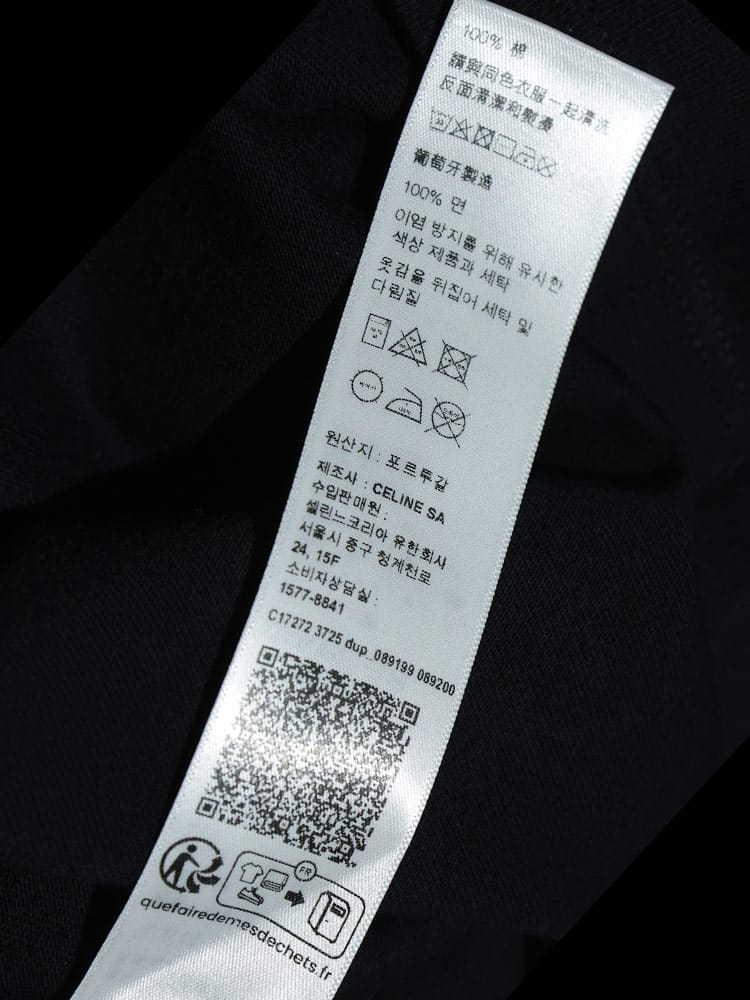 100% 棉
請與同色衣服一起清洗
反面清潔和熨燙
葡萄牙製造
100% 면
이염 방지를 위해 유사한
색상 제품과 세탁
옷감을 뒤집어 세탁 및
다림질
원산지 : 포르투갈
제조사 : CELINE SA
수입판매원 :
셀린느코리아 유한회사
서울시 중구 청계천로
24, 15F
소비자상담실 :
1577-8841
C17272 3725 dup_089199 089200
FR
quefairedemesdechets.fr